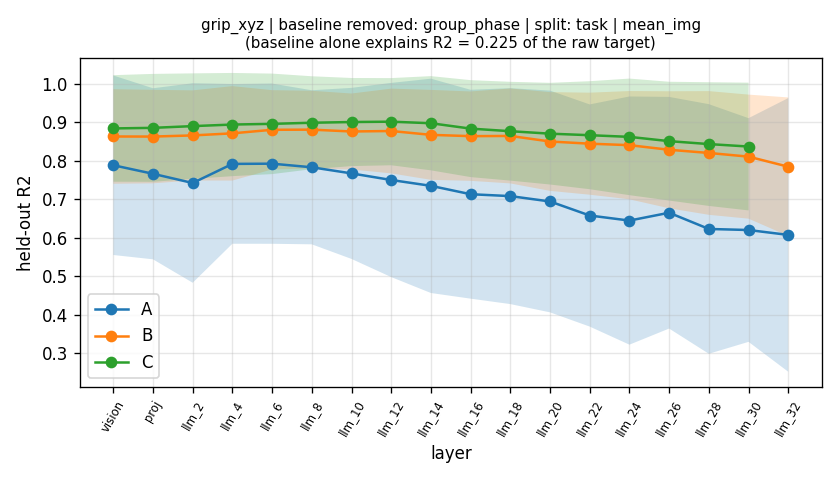 grip_xyz | baseline removed: group_phase | split: task | mean_img
(baseline alone explains R2 = 0.225 of the raw target)
held-out R2
1.0
0.9
0.8
0.7
0.6
0.5
0.4
0.3
A
B
C
vision
proj
llm_2
llm_4
llm_6
llm_8
llm_10
llm_12
llm_14
llm_16
llm_18
llm_20
llm_22
llm_24
llm_26
llm_28
llm_30
llm_32
layer